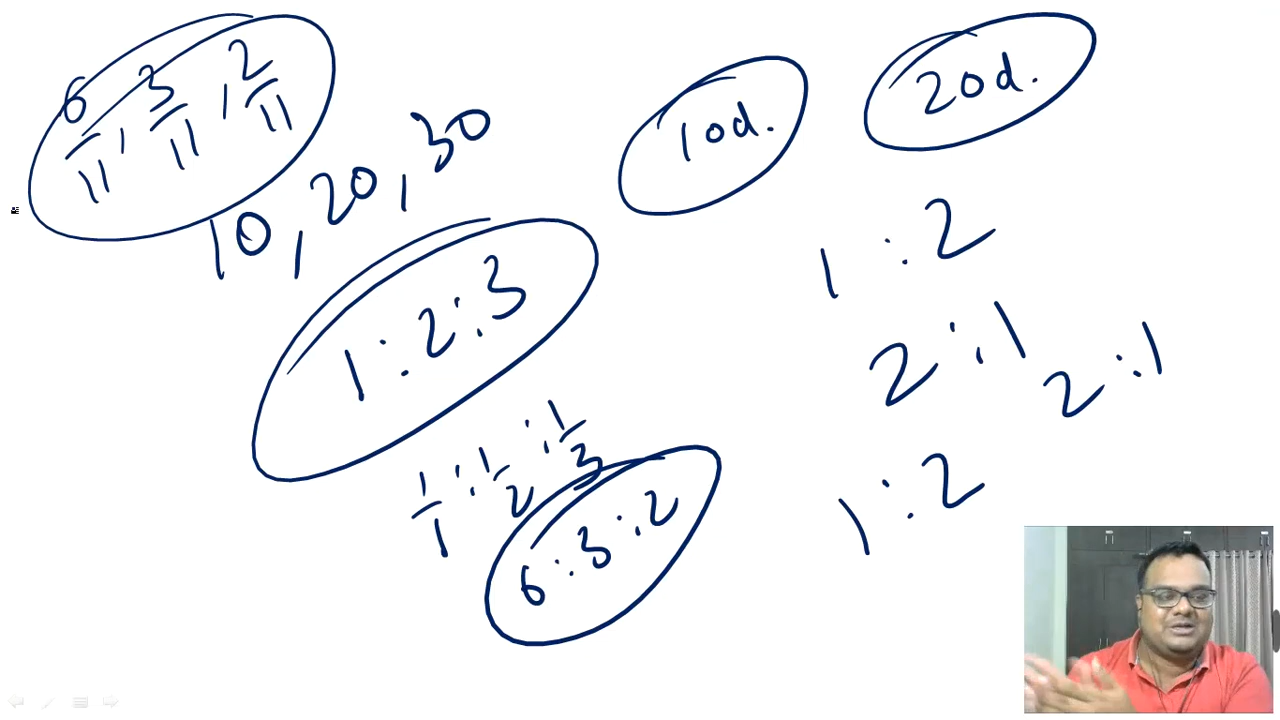 6/11, 3/11, 2/11
10, 20, 30
1 : 2 : 3
1/1 : 1/2 : 1/3
6 : 3 : 2
10d. 20d.
1 : 2
2 : 1 2 : 1
1 : 2